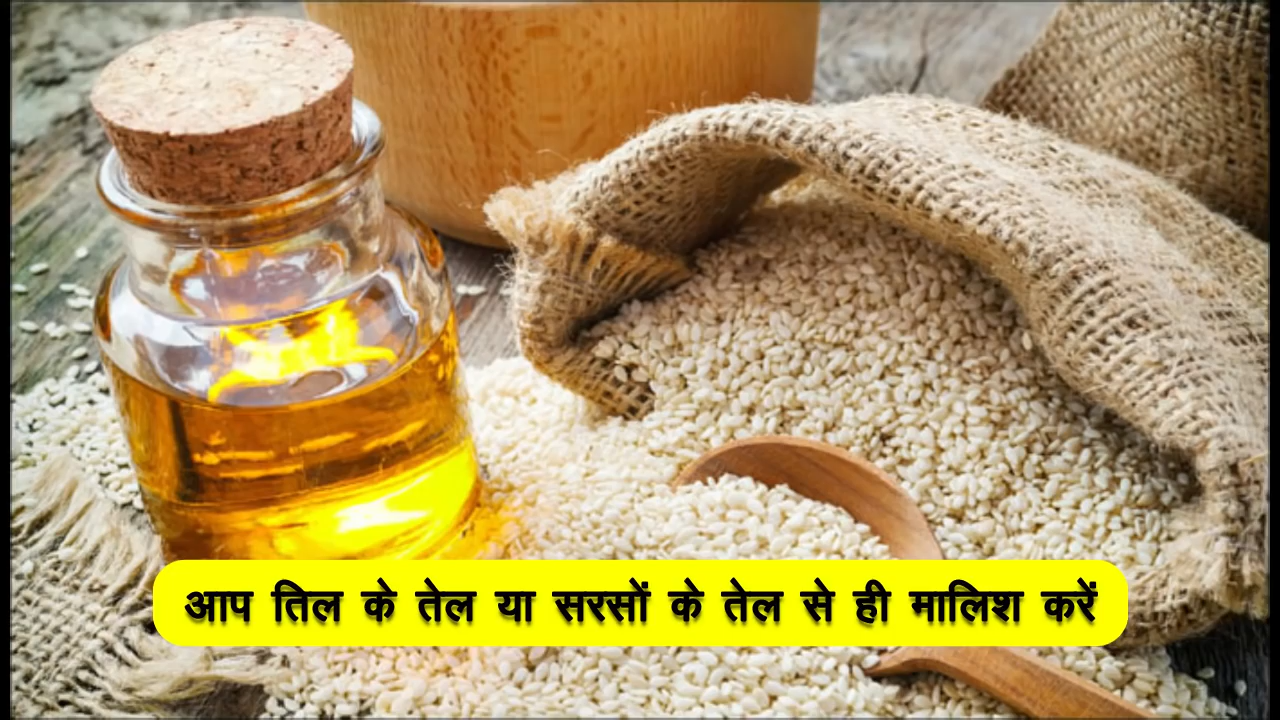 आप तिल के तेल या सरसों के तेल से ही मालिश करें